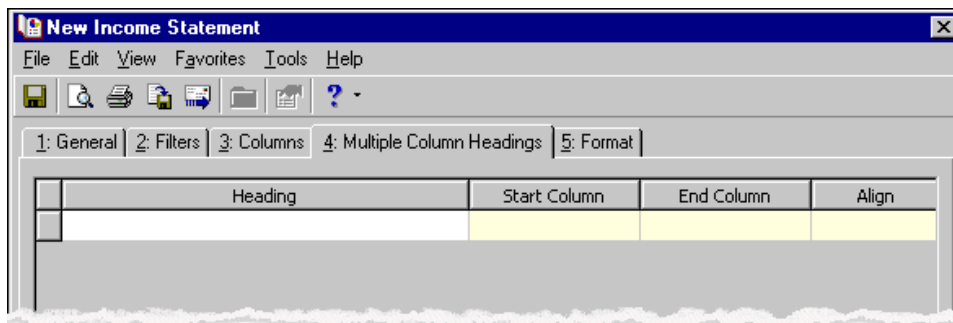 New Income Statement
File Edit View Favorites Tools Help
?
1: General 2: Filters 3: Columns 4: Multiple Column Headings 5: Format
Heading Start Column End Column Align